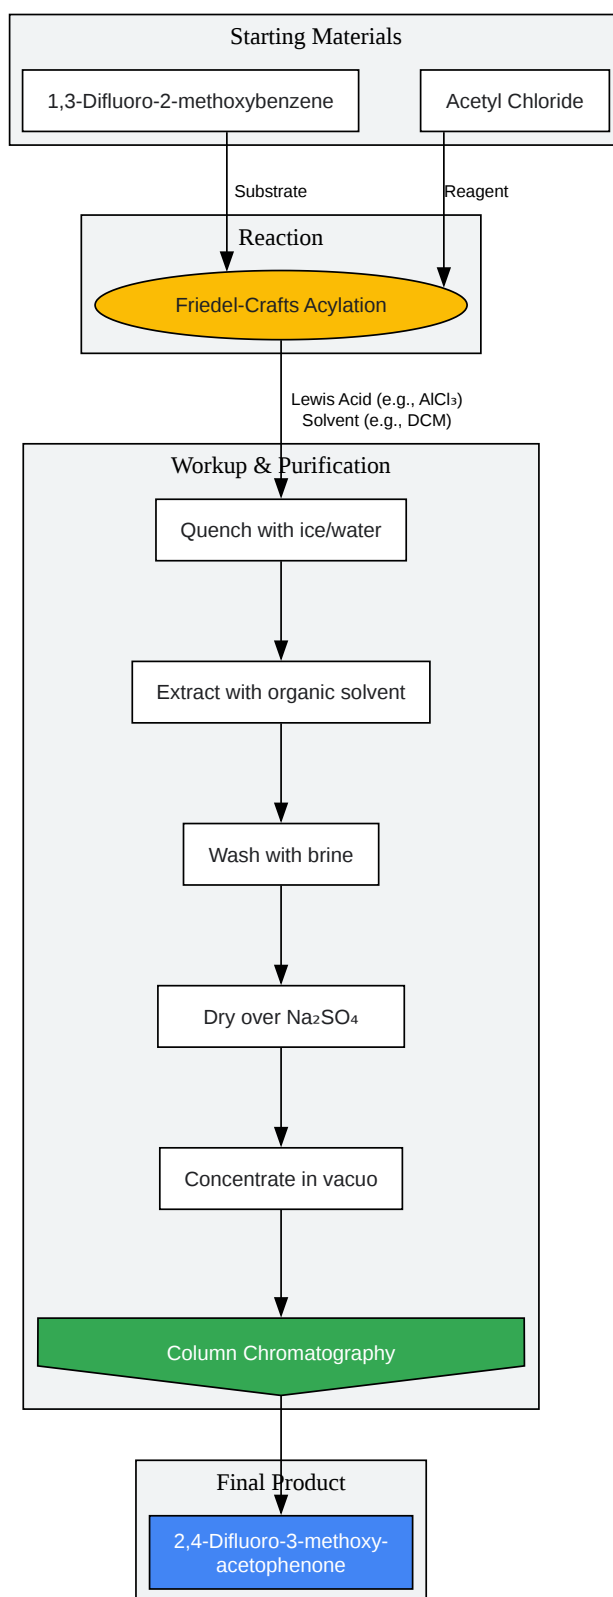 Starting Materials
1,3-Difluoro-2-methoxybenzene
Acetyl Chloride
Substrate
Reagent
Reaction
Friedel-Crafts Acylation
Lewis Acid (e.g., AlCl₃)
Solvent (e.g., DCM)
Workup & Purification
Quench with ice/water
Extract with organic solvent
Wash with brine
Dry over Na₂SO₄
Concentrate in vacuo
Column Chromatography
Final Product
2,4-Difluoro-3-methoxy-
acetophenone